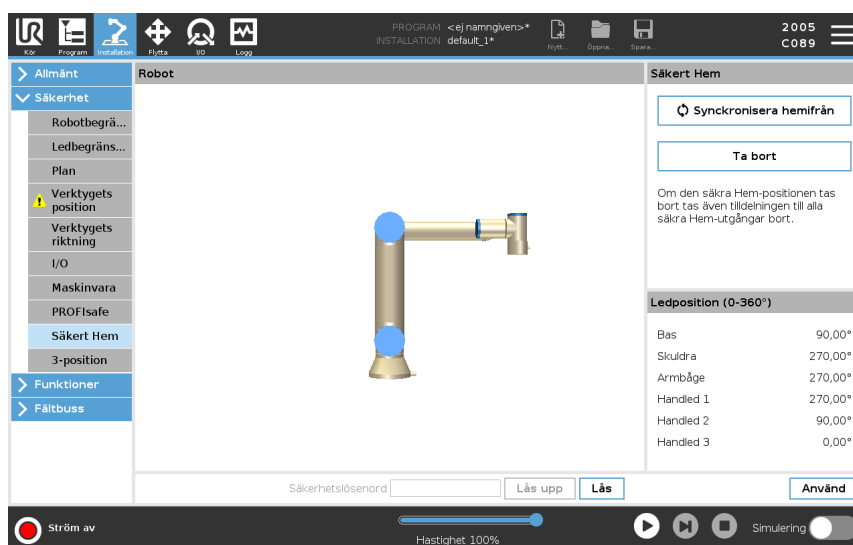 UR
Kör
Program
Installation
Flytta
I/O
Logg
PROGRAM <ej namngiven>*
INSTALLATION default_1*
Nytt...
Öppna...
Spara...
2005
C089
Allmänt
Säkerhet
Robotbegrä...
Ledbegräns...
Plan
Verktygets
position
Verktygets
riktning
I/O
Maskinvara
PROFIsafe
Säkert Hem
3-position
Funktioner
Fältbuss
Robot
Säkert Hem
Synckronisera hemifrån
Ta bort
Om den säkra Hem-positionen tas
bort tas även tilldelningen till alla
säkra Hem-utgångar bort.
Ledposition (0-360°)
Bas 90,00°
Skuldra 270,00°
Armbåge 270,00°
Handled 1 270,00°
Handled 2 90,00°
Handled 3 0,00°
Säkerhetslösenord
Lås upp
Lås
Använd
Ström av
Hastighet 100%
Simulering